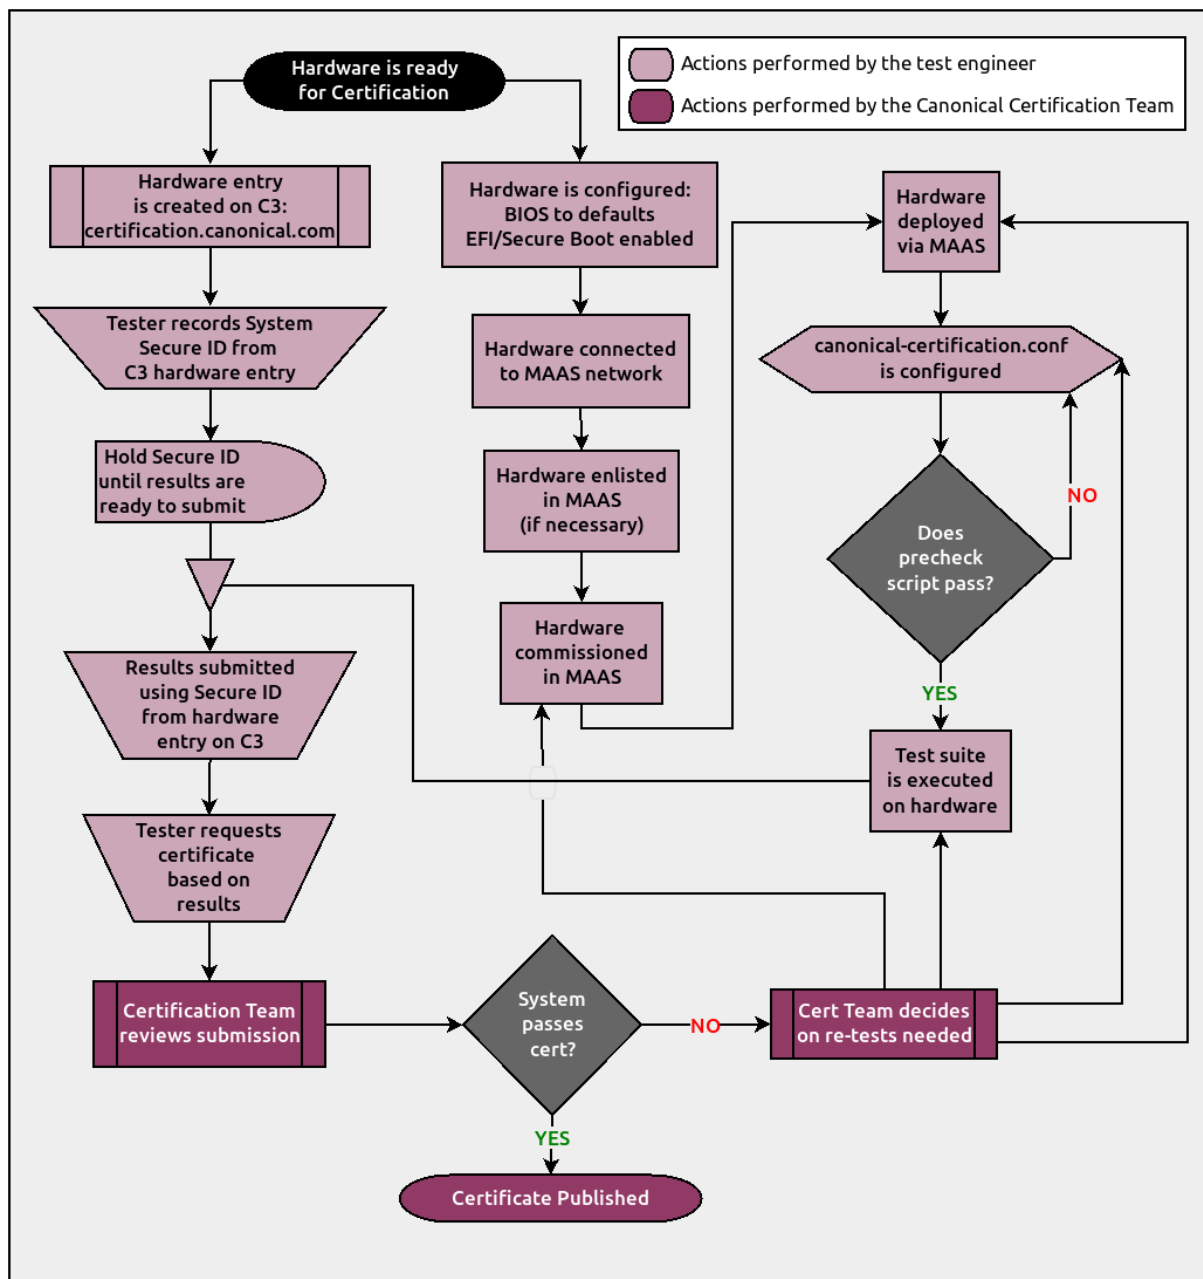 Hardware is ready
for Certification
Actions performed by the test engineer
Actions performed by the Canonical Certification Team
Hardware entry
is created on C3:
certification.canonical.com
Tester records System
Secure ID from
C3 hardware entry
Hold Secure ID
until results are
ready to submit
Results submitted
using Secure ID
from hardware
entry on C3
Tester requests
certificate
based on
results
Certification Team
reviews submission
Hardware is configured:
BIOS to defaults
EFI/Secure Boot enabled
Hardware connected
to MAAS network
Hardware enlisted
in MAAS
(if necessary)
Hardware
commissioned
in MAAS
Hardware
deployed
via MAAS
canonical-certification.conf
is configured
Does
precheck
script pass?
NO
YES
Test suite
is executed
on hardware
System
passes
cert?
NO
Cert Team decides
on re-tests needed
YES
Certificate Published